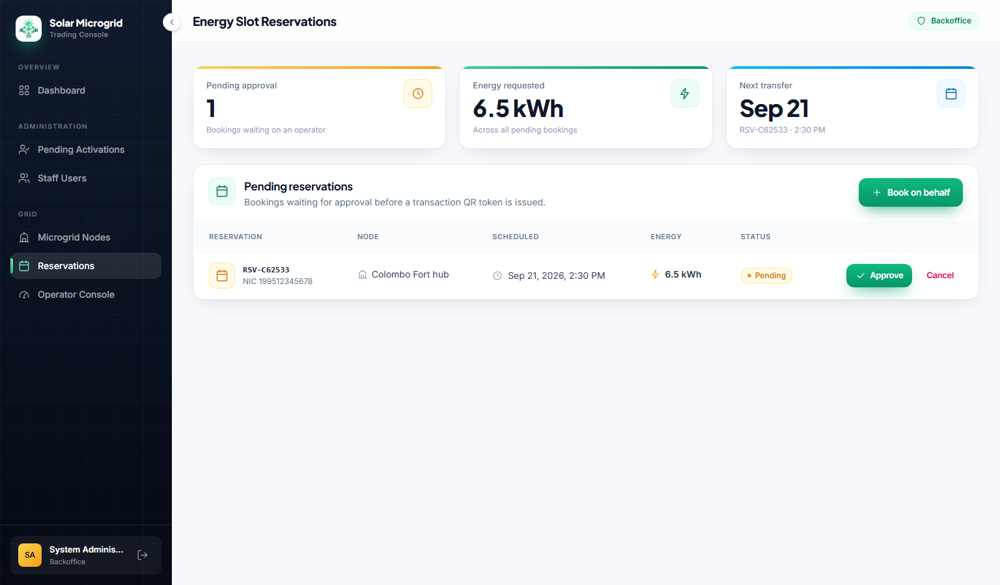 Solar Microgrid
Trading Console
OVERVIEW
Dashboard
ADMINISTRATION
Pending Activations
Staff Users
GRID
Microgrid Nodes
Reservations
Operator Console
SA
System Adminis...
Backoffice
Energy Slot Reservations
Backoffice
Pending approval
1
Bookings waiting on an operator
Energy requested
6.5 kWh
Across all pending bookings
Next transfer
Sep 21
RSV-C62533 · 2:30 PM
Pending reservations
Bookings waiting for approval before a transaction QR token is issued.
Book on behalf
RESERVATION NODE SCHEDULED ENERGY STATUS
RSV-C62533
NIC 199512345678
Colombo Fort hub
Sep 21, 2026, 2:30 PM
6.5 kWh
Pending
Approve
Cancel